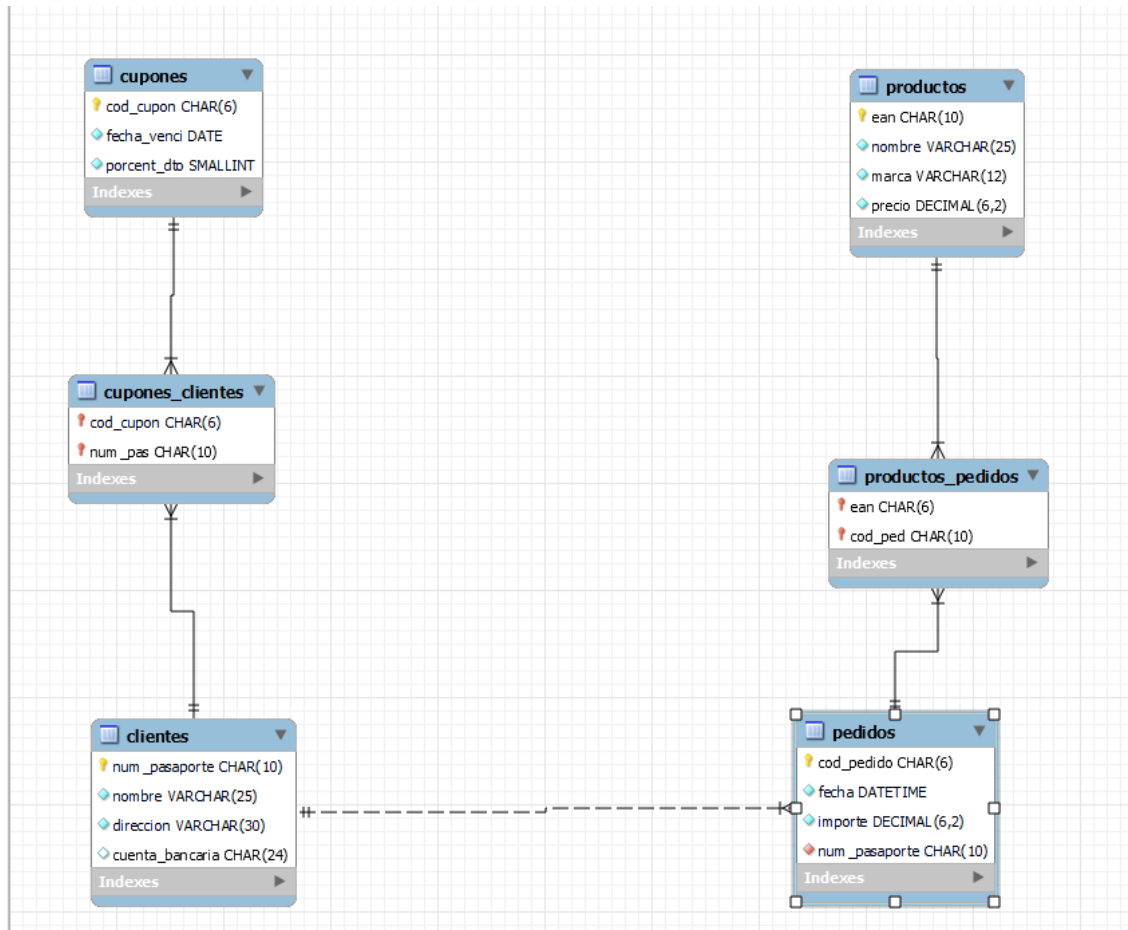 cupones
cod_cupon CHAR(6)
fecha_venci DATE
porcent_dto SMALLINT
Indexes
productos
ean CHAR(10)
nombre VARCHAR(25)
marca VARCHAR(12)
precio DECIMAL(6,2)
Indexes
cupones_clientes
cod_cupon CHAR(6)
num_pas CHAR(10)
Indexes
productos_pedidos
ean CHAR(6)
cod_ped CHAR(10)
Indexes
clientes
num_pasaporte CHAR(10)
nombre VARCHAR(25)
direccion VARCHAR(30)
cuenta_bancaria CHAR(24)
Indexes
pedidos
cod_pedido CHAR(6)
fecha DATETIME
importe DECIMAL(6,2)
num_pasaporte CHAR(10)
Indexes